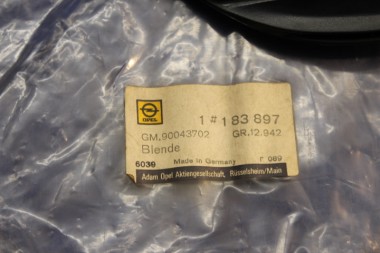 1 # 183 897
OPEL
GM.90043702 GR.12.942
Blende
6039 Made in Germany F 089
Adam Opel Aktiengesellschaft, Rüsselsheim/Main